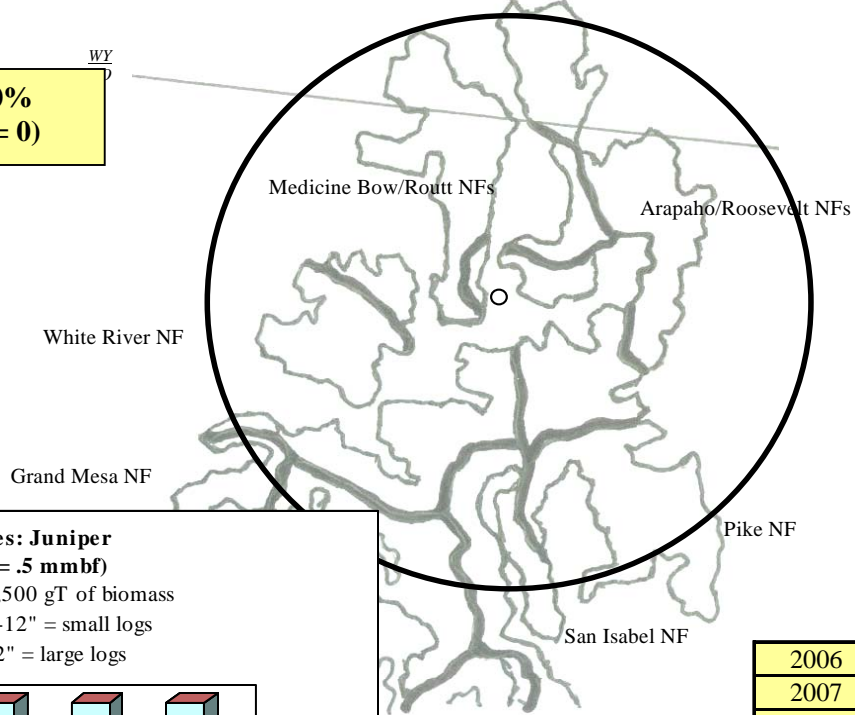 WY
0%
= 0)
Medicine Bow/Routt NFs
Arapaho/Roosevelt NFs
White River NF
Grand Mesa NF
es: Juniper
= .5 mmbf)
500 gT of biomass
-12" = small logs
2" = large logs
Pike NF
San Isabel NF
2006
2007